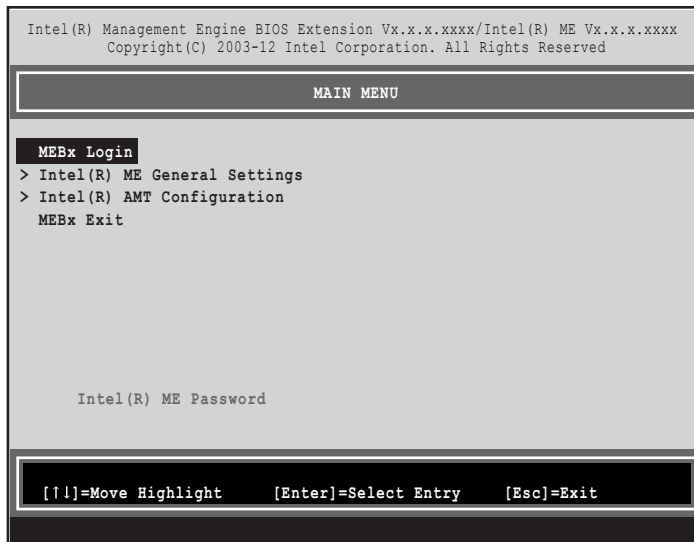 Intel(R) Management Engine BIOS Extension Vx.x.x.xxxx/Intel(R) ME Vx.x.x.xxxx
Copyright(C) 2003-12 Intel Corporation. All Rights Reserved
MAIN MENU
MEBx Login
> Intel(R) ME General Settings
> Intel(R) AMT Configuration
MEBx Exit
Intel(R) ME Password
[↑↓]=Move Highlight [Enter]=Select Entry [Esc]=Exit